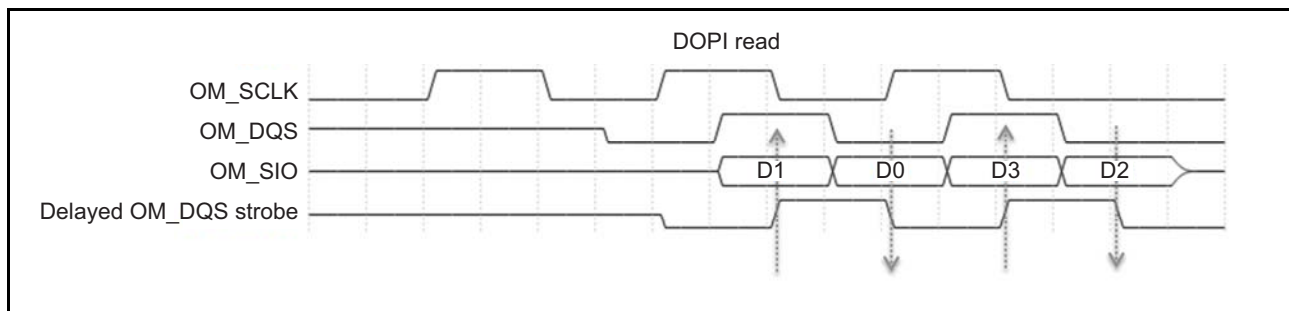 DOPI read
OM_SCLK
OM_DQS
OM_SIO D1 D0 D3 D2
Delayed OM_DQS strobe